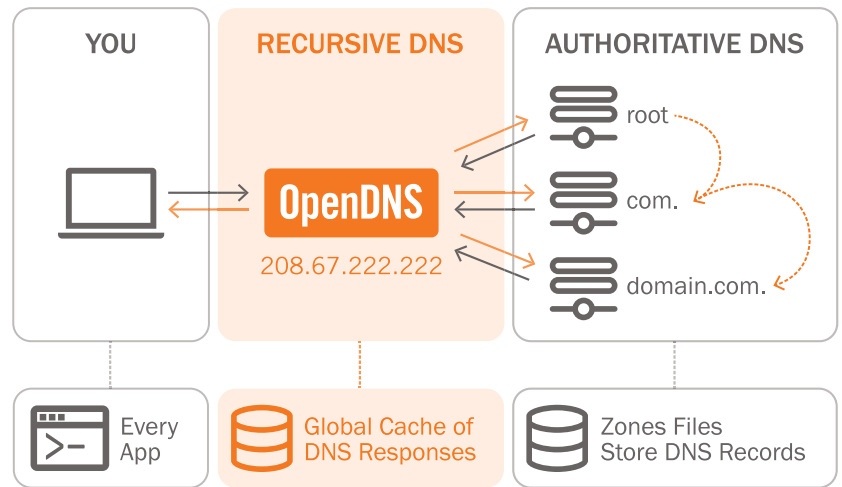 YOU
RECURSIVE DNS
AUTHORITATIVE DNS
root
OpenDNS
com.
208.67.222.222
domain.com.
Every
App
Global Cache of
DNS Responses
Zones Files
Store DNS Records